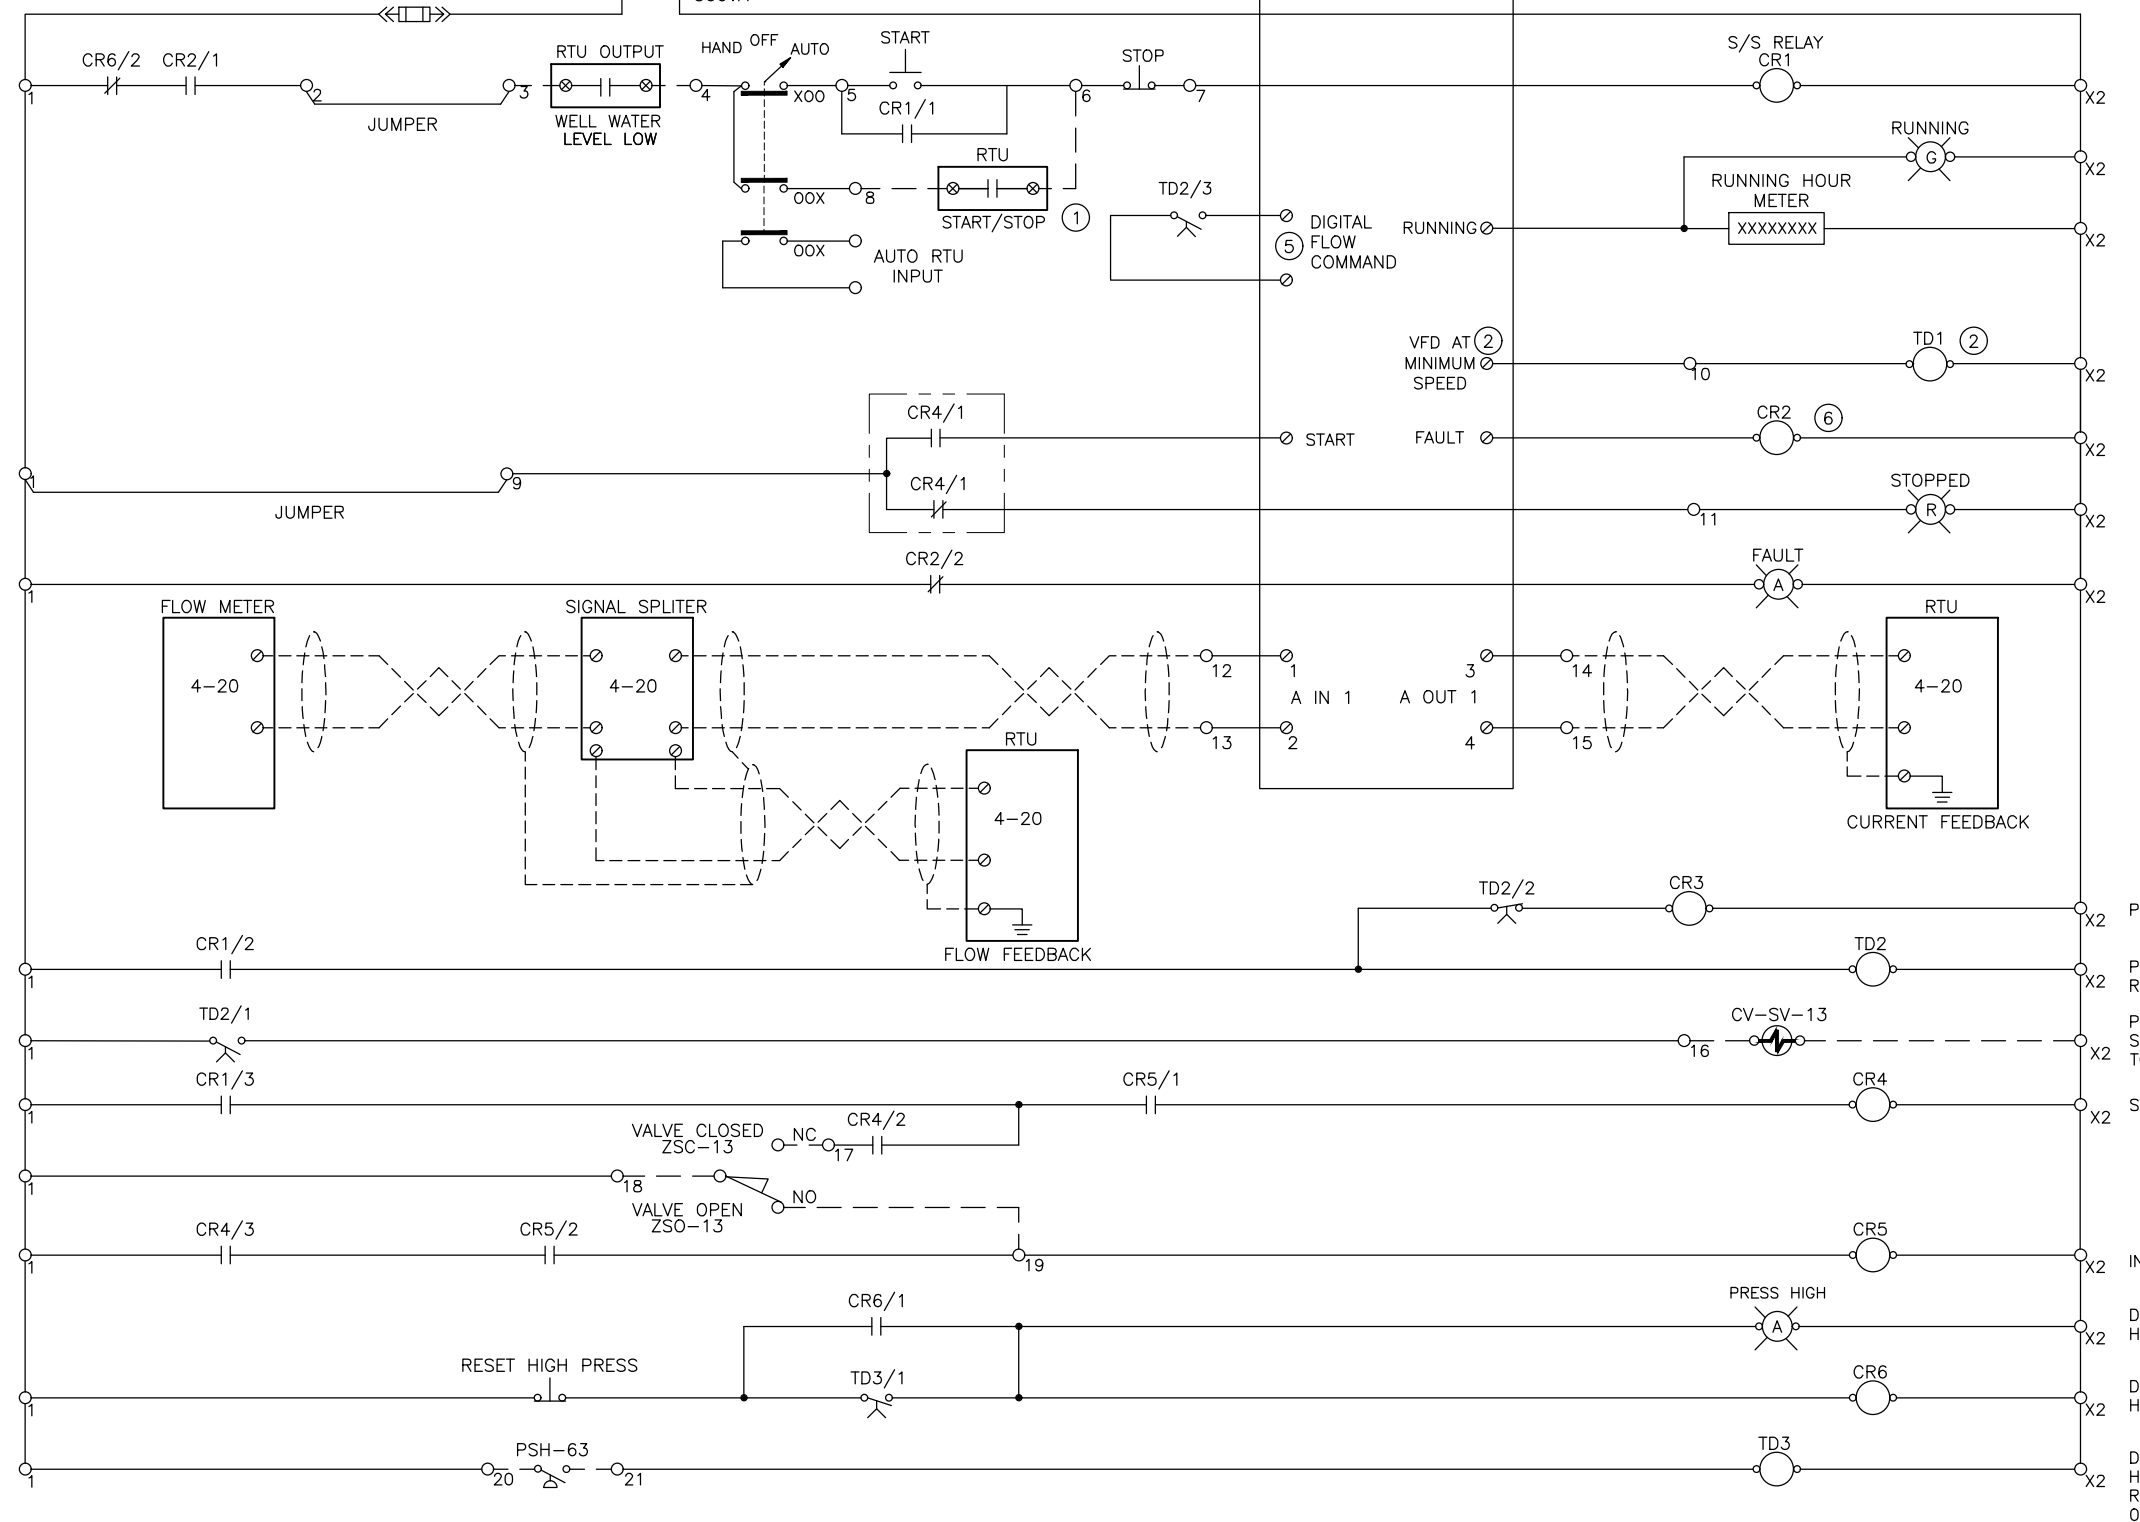 CR6/2 CR2/1
RTU OUTPUT
HAND OFF AUTO
START
STOP
S/S RELAY
CR1
1
2
3
4
XOO
5
6
7
X2
JUMPER
WELL WATER
LEVEL LOW
CR1/1
RUNNING
G
X2
RTU
OOX
8
START/STOP
1
TD2/3
RUNNING HOUR
METER
XXXXXXXX
X2
OOX
AUTO RTU
INPUT
5
DIGITAL
FLOW
COMMAND
RUNNING
VFD AT
MINIMUM
SPEED
2
10
TD1
2
X2
CR4/1
START
FAULT
CR2
6
X2
1
9
JUMPER
CR4/1
11
STOPPED
R
X2
CR2/2
1
FAULT
A
X2
FLOW METER
4-20
SIGNAL SPLITER
4-20
12
13
1
2
A IN 1
A OUT 1
3
4
14
15
RTU
4-20
CURRENT FEEDBACK
RTU
4-20
FLOW FEEDBACK
TD2/2
CR3
X2
P
CR1/2
1
TD2
X2
P
R
TD2/1
1
16
CV-SV-13
X2
P
S
CR1/3
1
CR5/1
CR4
X2
S
VALVE CLOSED
ZSC-13
NC
17
CR4/2
1
18
VALVE OPEN
ZSO-13
NO
CR4/3
CR5/2
1
19
CR5
X2
IN
CR6/1
PRESS HIGH
A
X2
D
H
RESET HIGH PRESS
1
TD3/1
CR6
X2
D
H
PSH-63
1
20
21
TD3
X2
D
H
R
O